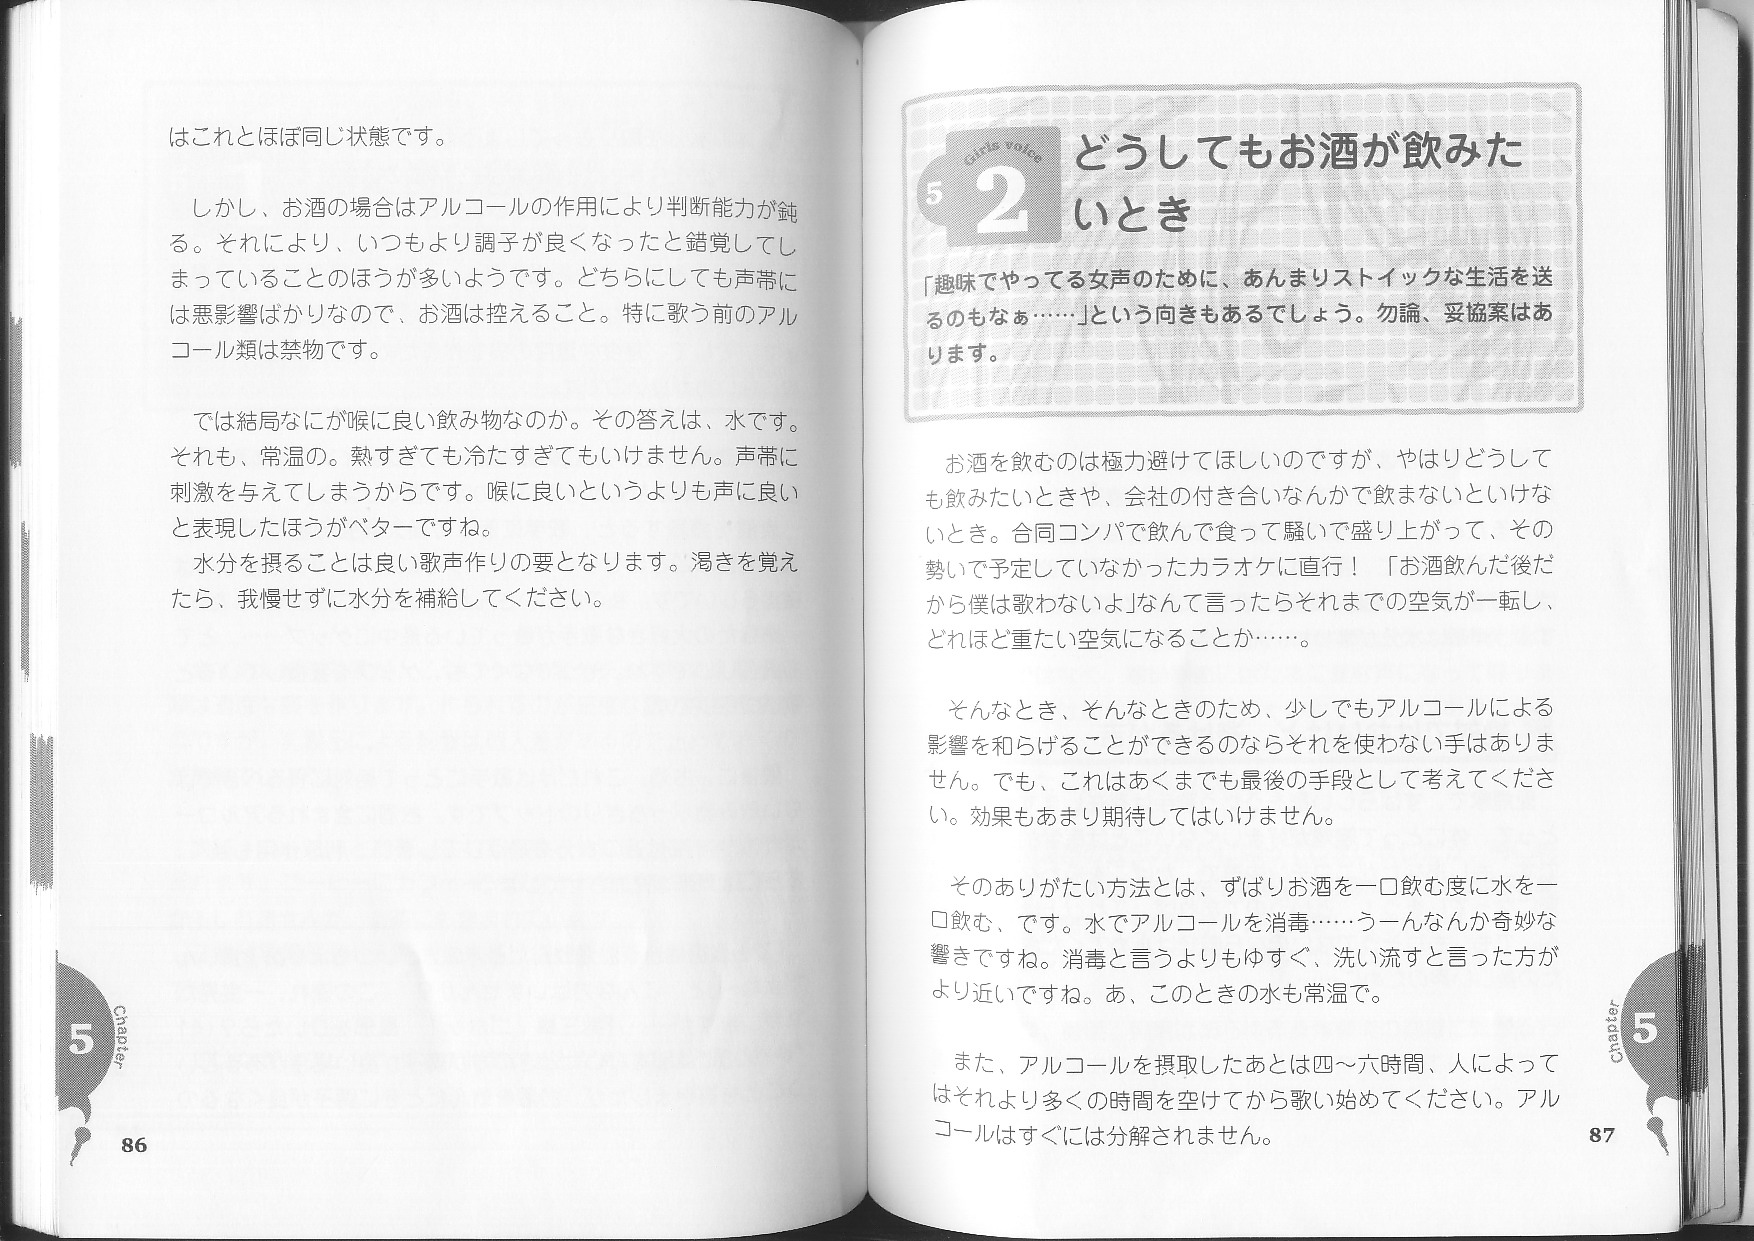 はこれとほぼ同じ状態です。
しかし、お酒の場合はアルコールの作用により判断能力が鈍
る。それにより、いつもより調子が良くなったと錯覚してし
まっていることのほうが多いようです。どちらにしても声帯に
は悪影響ばかりなので、お酒は控えること。特に歌う前のアル
コール類は禁物です。
では結局なにが喉に良い飲み物なのか。その答えは、水です。
それも、常温の。熱すぎても冷たすぎてもいけません。声帯に
刺激を与えてしまうからです。喉に良いというよりも声に良い
と表現したほうがベターですね。
水分を摂ることは良い歌声作りの要となります。渇きを覚え
たら、我慢せずに水分を補給してください。
5
Chapter
86
Girls voice
5
2
どうしてもお酒が飲みた
いとき
「趣味でやってる女声のために、あんまりストイックな生活を送
るのもなぁ……」という向きもあるでしょう。勿論、妥協案はあ
ります。
お酒を飲むのは極力避けてほしいのですが、やはりどうして
も飲みたいときや、会社の付き合いなんかで飲まないといけな
いとき。合同コンパで飲んで食って騒いで盛り上がって、その
勢いで予定していなかったカラオケに直行！　「お酒飲んだ後だ
から僕は歌わないよ」なんて言ったらそれまでの空気が一転し、
どれほど重たい空気になることか……。
そんなとき、そんなときのため、少しでもアルコールによる
影響を和らげることができるのならそれを使わない手はありま
せん。でも、これはあくまでも最後の手段として考えてくださ
い。効果もあまり期待してはいけません。
そのありがたい方法とは、ずばりお酒を一口飲む度に水を一
口飲む、です。水でアルコールを消毒……うーんなんか奇妙な
響きですね。消毒と言うよりもゆすぐ、洗い流すと言った方が
より近いですね。あ、このときの水も常温で。
また、アルコールを摂取したあとは四～六時間、人によって
はそれより多くの時間を空けてから歌い始めてください。アル
コールはすぐには分解されません。
Chapter
5
87